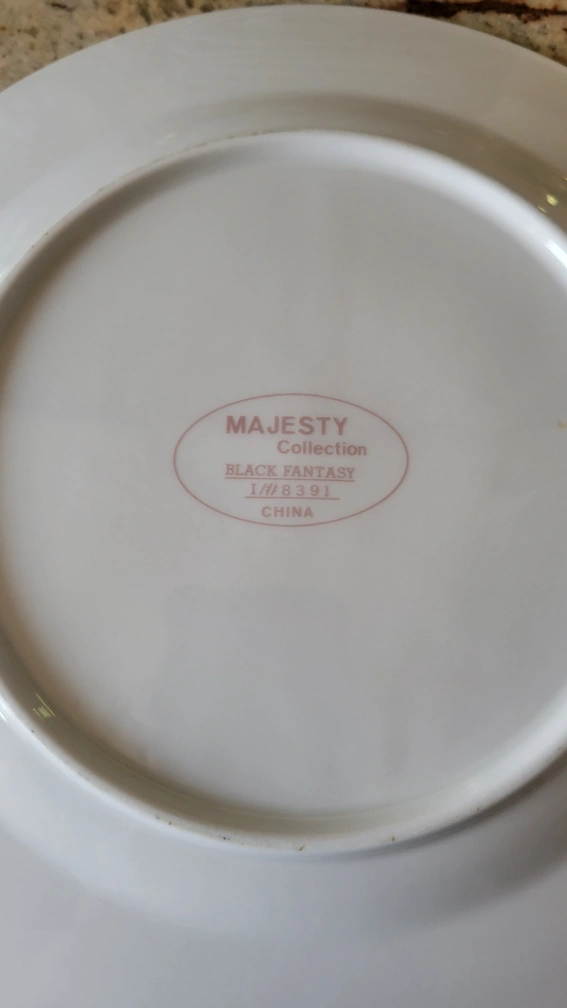 MAJESTY
Collection
BLACK FANTASY
I/# 8391
CHINA